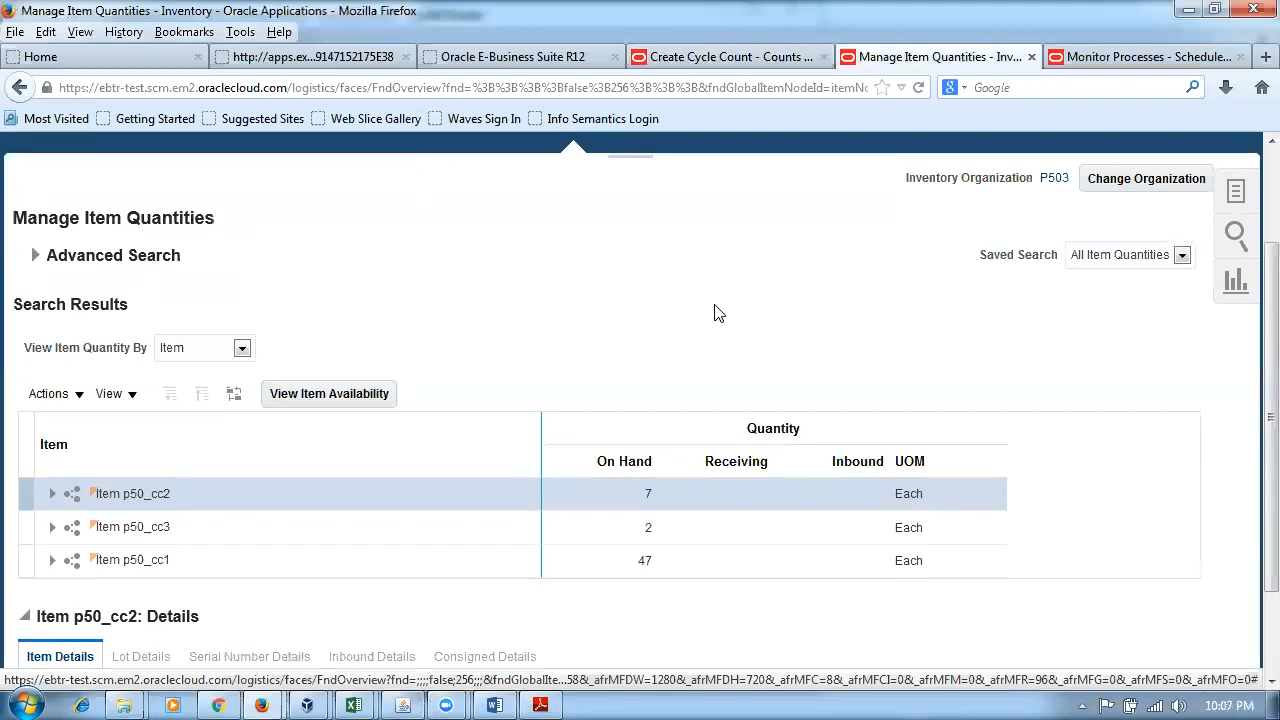 Manage Item Quantities - Inventory - Oracle Applications - Mozilla Firefox
File Edit View History Bookmarks Tools Help
Home http://apps.ex...9147152175E38 Oracle E-Business Suite R12 Create Cycle Count - Counts ... Manage Item Quantities - Inv... Monitor Processes - Schedule...
https://ebtr-test.scm.em2.oraclecloud.com/logistics/faces/FndOverview?fnd=%3B%3B%3Bfalse%3B256%3B%3B%3B&fndGlobalItemNodeId=itemNo Google
Most Visited Getting Started Suggested Sites Web Slice Gallery Waves Sign In Info Semantics Login
Inventory Organization P503 Change Organization
Manage Item Quantities
Advanced Search Saved Search All Item Quantities
Search Results
View Item Quantity By Item
Actions View View Item Availability
Quantity
Item
On Hand Receiving Inbound UOM
Item p50_cc2 7 Each
Item p50_cc3 2 Each
Item p50_cc1 47 Each
Item p50_cc2: Details
Item Details Lot Details Serial Number Details Inbound Details Consigned Details
https://ebtr-test.scm.em2.oraclecloud.com/logistics/faces/FndOverview?fnd=;;;;false;256;;;&fndGlobalIte...58&_afrMFDW=1280&_afrMFDH=720&_afrMFC=8&_afrMFCI=0&_afrMFM=0&_afrMFR=96&_afrMFG=0&_afrMFS=0&_afrMFO=0#
10:07 PM